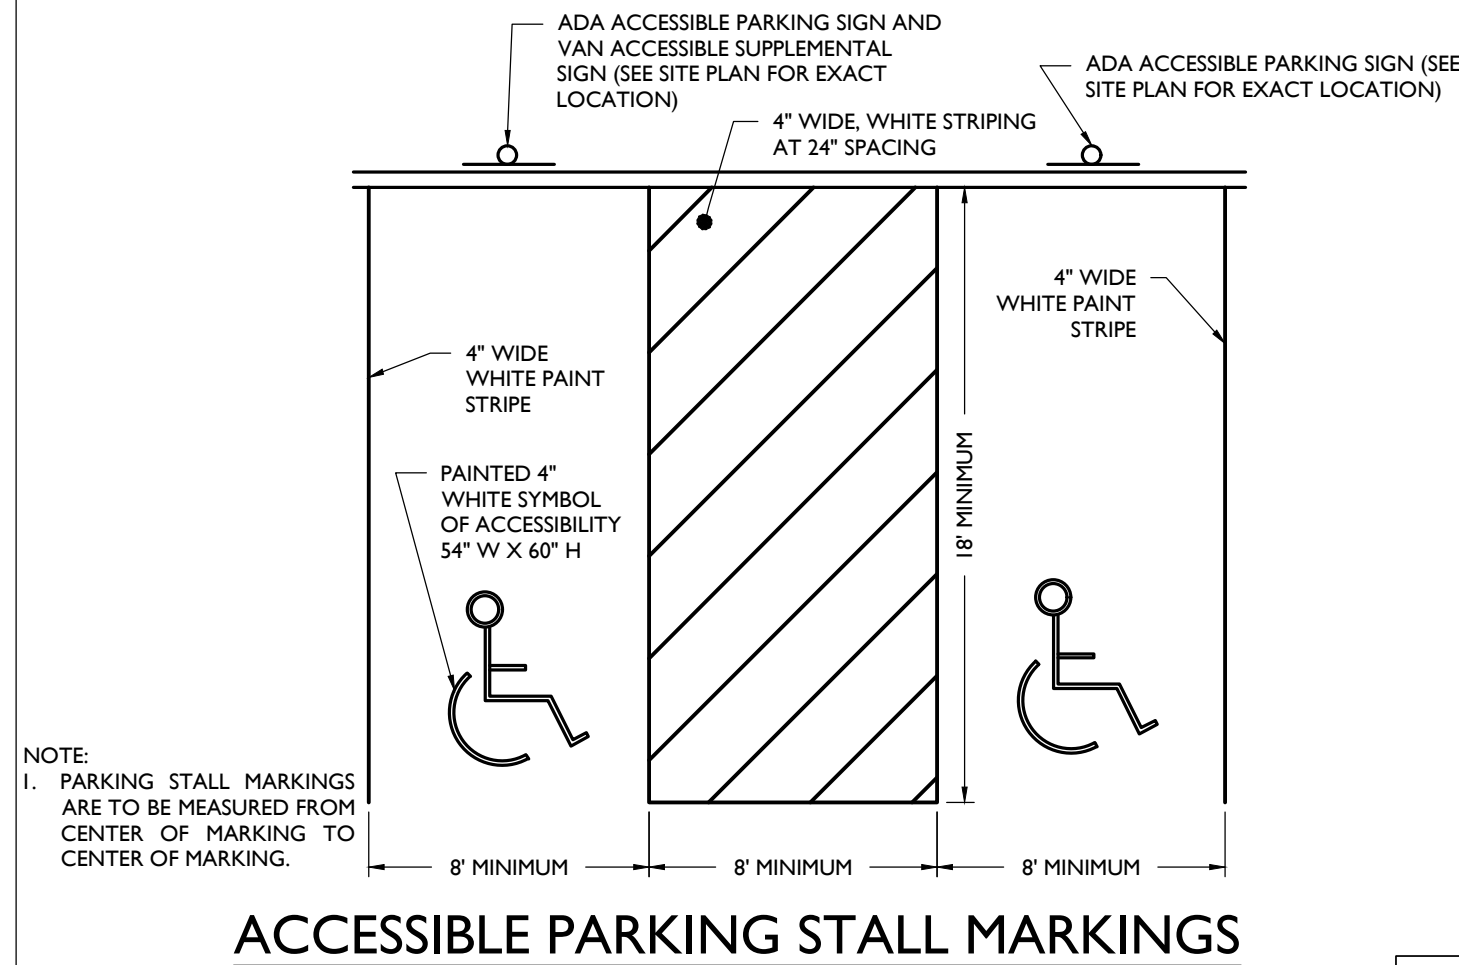 ADA ACCESSIBLE PARKING SIGN AND
VAN ACCESSIBLE SUPPLEMENTAL
SIGN (SEE SITE PLAN FOR EXACT
LOCATION)
ADA ACCESSIBLE PARKING SIGN (SEE
SITE PLAN FOR EXACT LOCATION)
4" WIDE, WHITE STRIPING
AT 24" SPACING
4" WIDE
WHITE PAINT
STRIPE
4" WIDE
WHITE PAINT
STRIPE
PAINTED 4"
WHITE SYMBOL
OF ACCESSIBILITY
54" W X 60" H
18' MINIMUM
NOTE:
1. PARKING STALL MARKINGS
ARE TO BE MEASURED FROM
CENTER OF MARKING TO
CENTER OF MARKING.
8' MINIMUM
8' MINIMUM
8' MINIMUM
ACCESSIBLE PARKING STALL MARKINGS